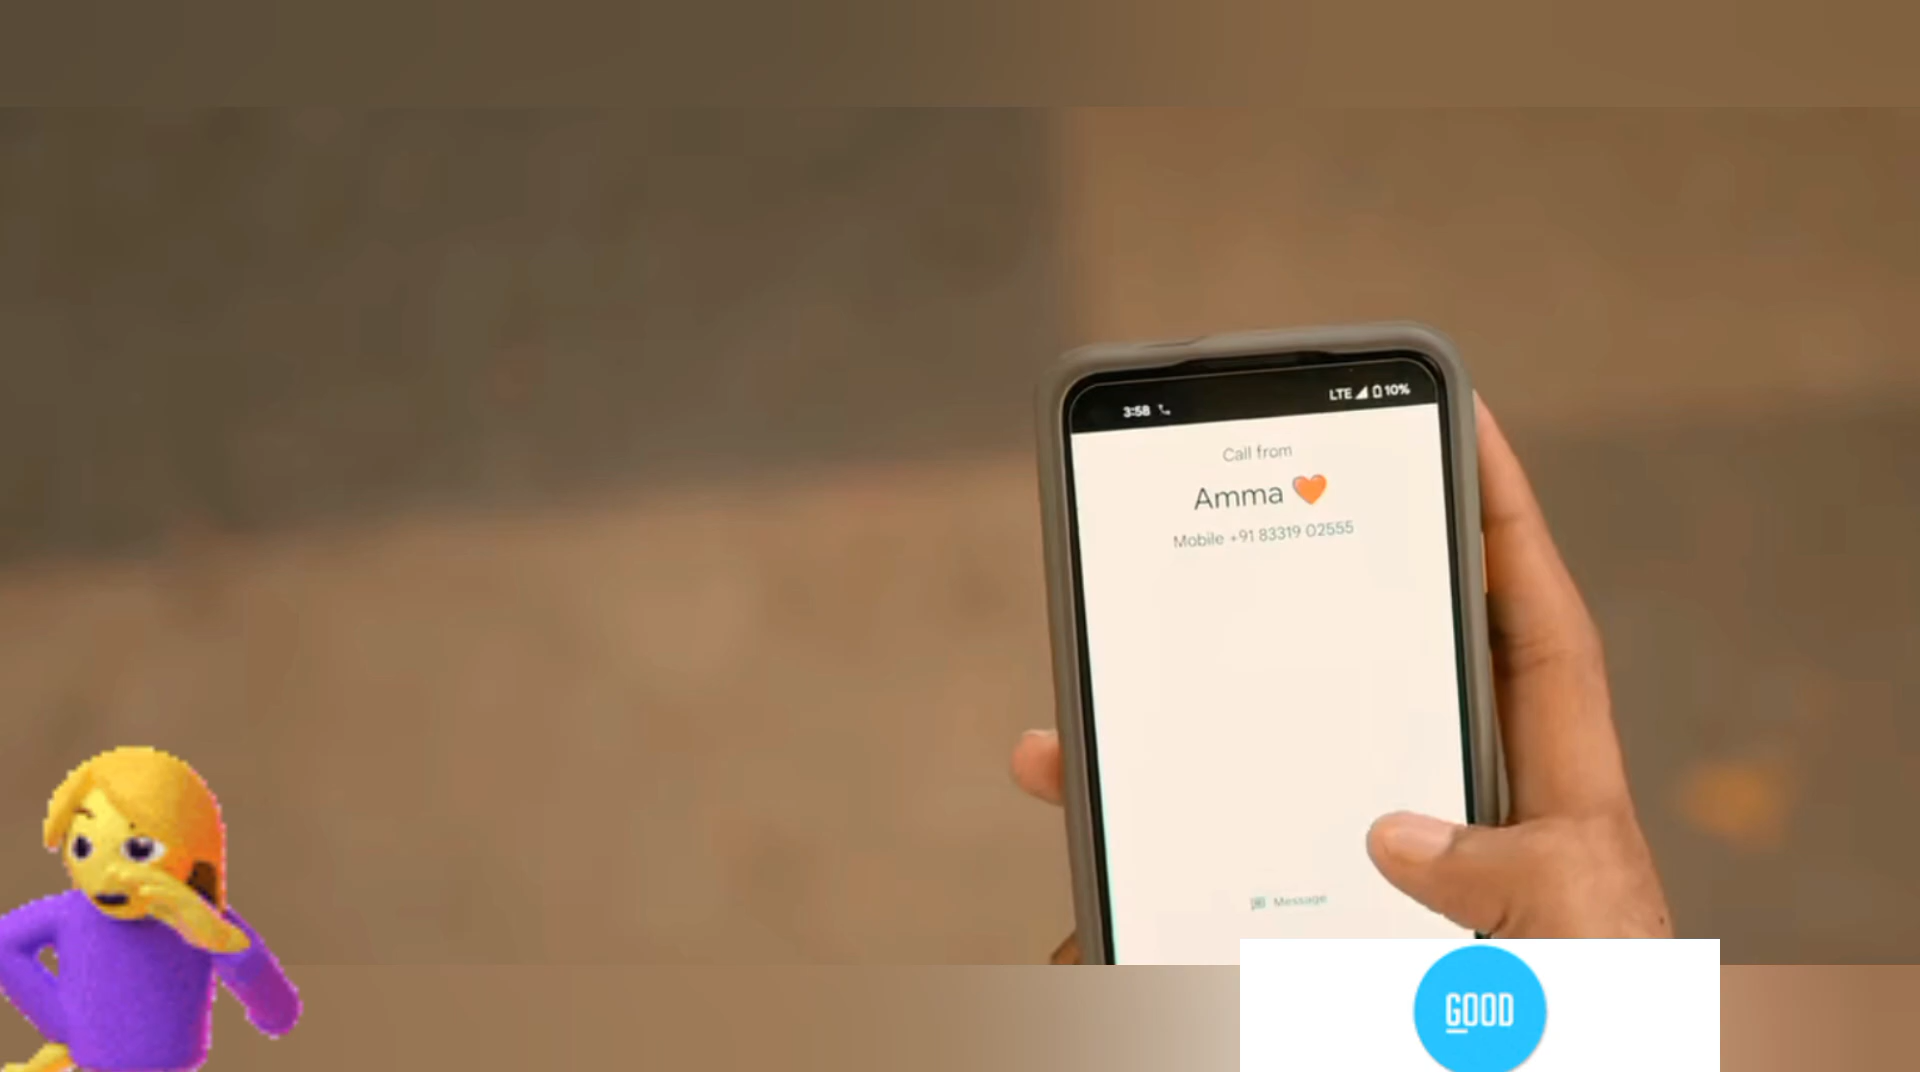 3:58 LTE 10%
Call from
Amma 🧡
Mobile +91 83319 02555
Message
GOOD